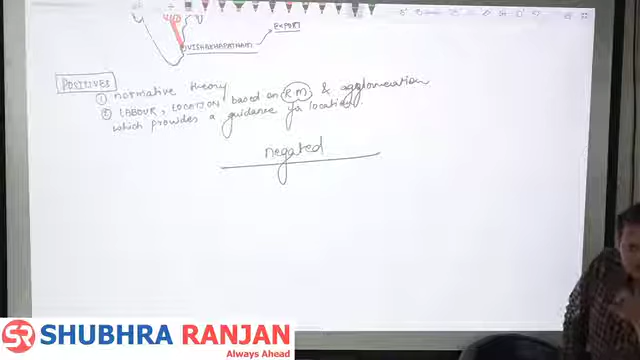 EXPORT
VISHAKHAPATNAM
POSITIVES
① normative theory
② LABOUR, LOCATION based on RM & agglomeration
which provides a guidance for location.
negated
SR SHUBHRA RANJAN
Always Ahead